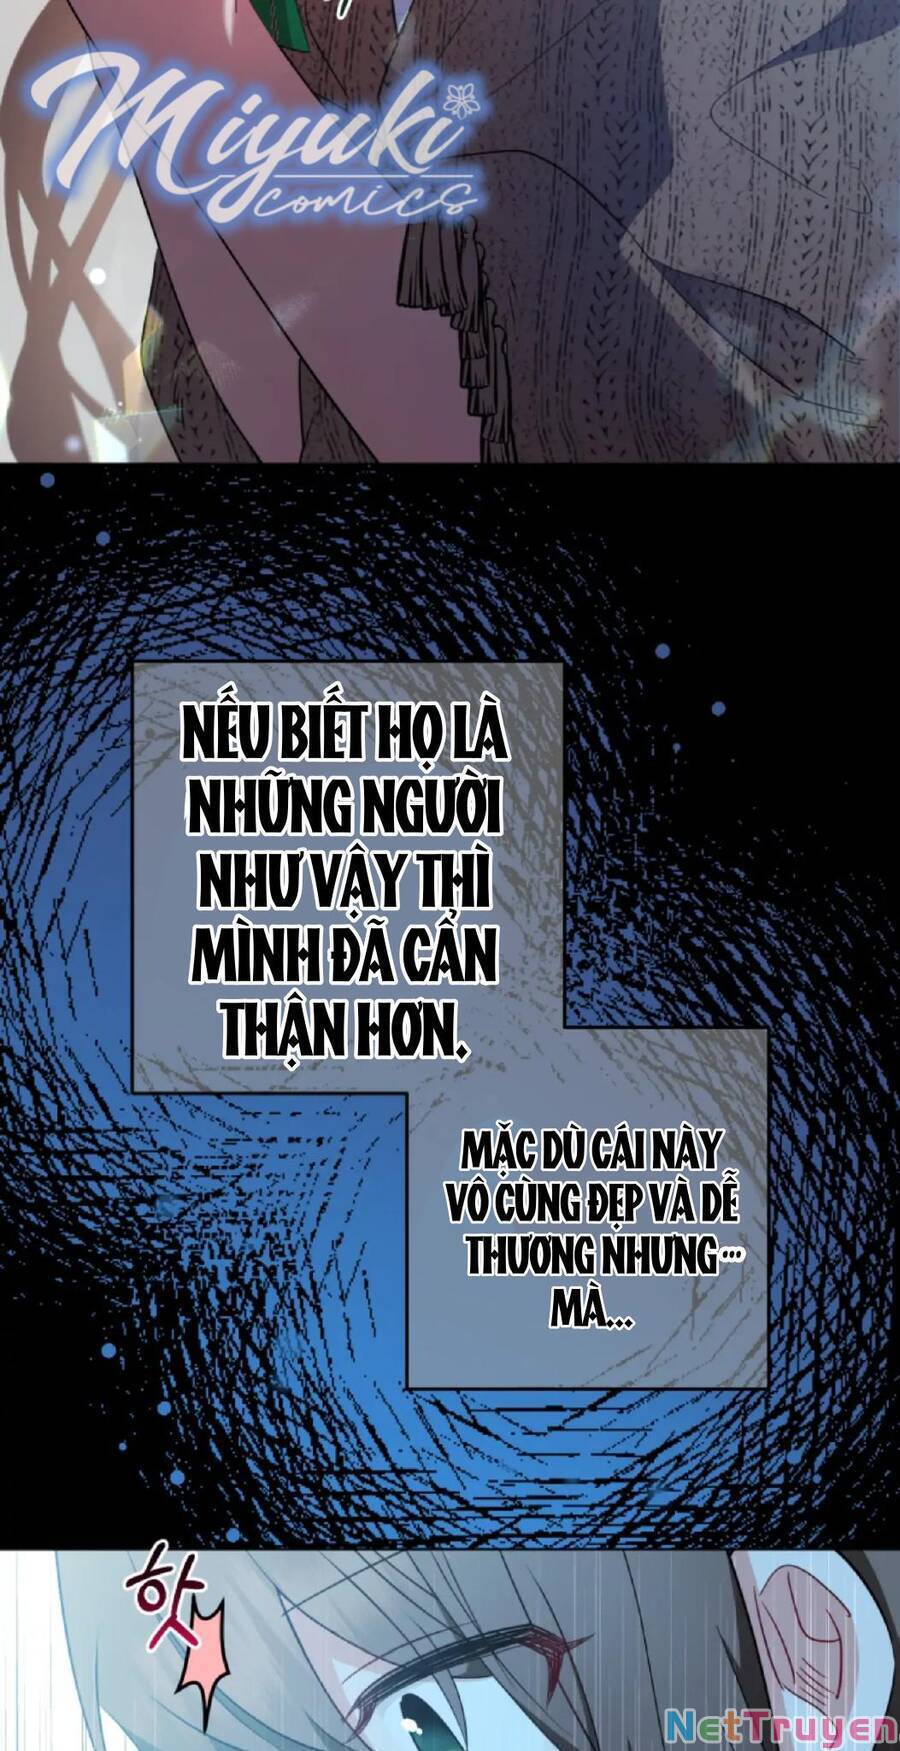 Miyuki
comics
NẾU BIẾT HỌ LÀ
NHỮNG NGƯỜI
NHƯ VẬY THÌ
MÌNH ĐÃ CẨN
THẬN HƠN.
MẶC DÙ CÁI NÀY
VÔ CÙNG ĐẸP VÀ DỄ
THƯƠNG NHƯNG...
MÀ...
핫
NetTruyen